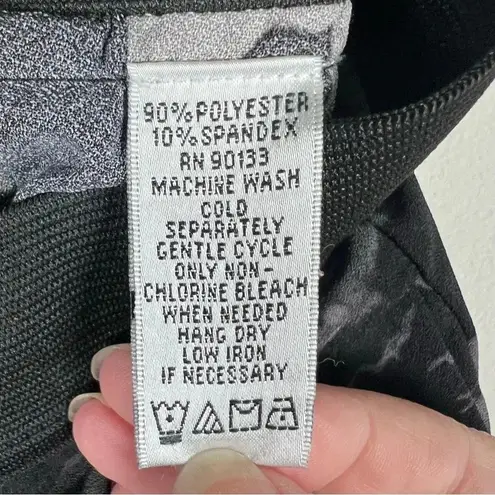 90% POLYESTER
10% SPANDEX
RN 90133
MACHINE WASH
COLD
SEPARATELY
GENTLE CYCLE
ONLY NON-
CHLORINE BLEACH
WHEN NEEDED
HANG DRY
LOW IRON
IF NECESSARY